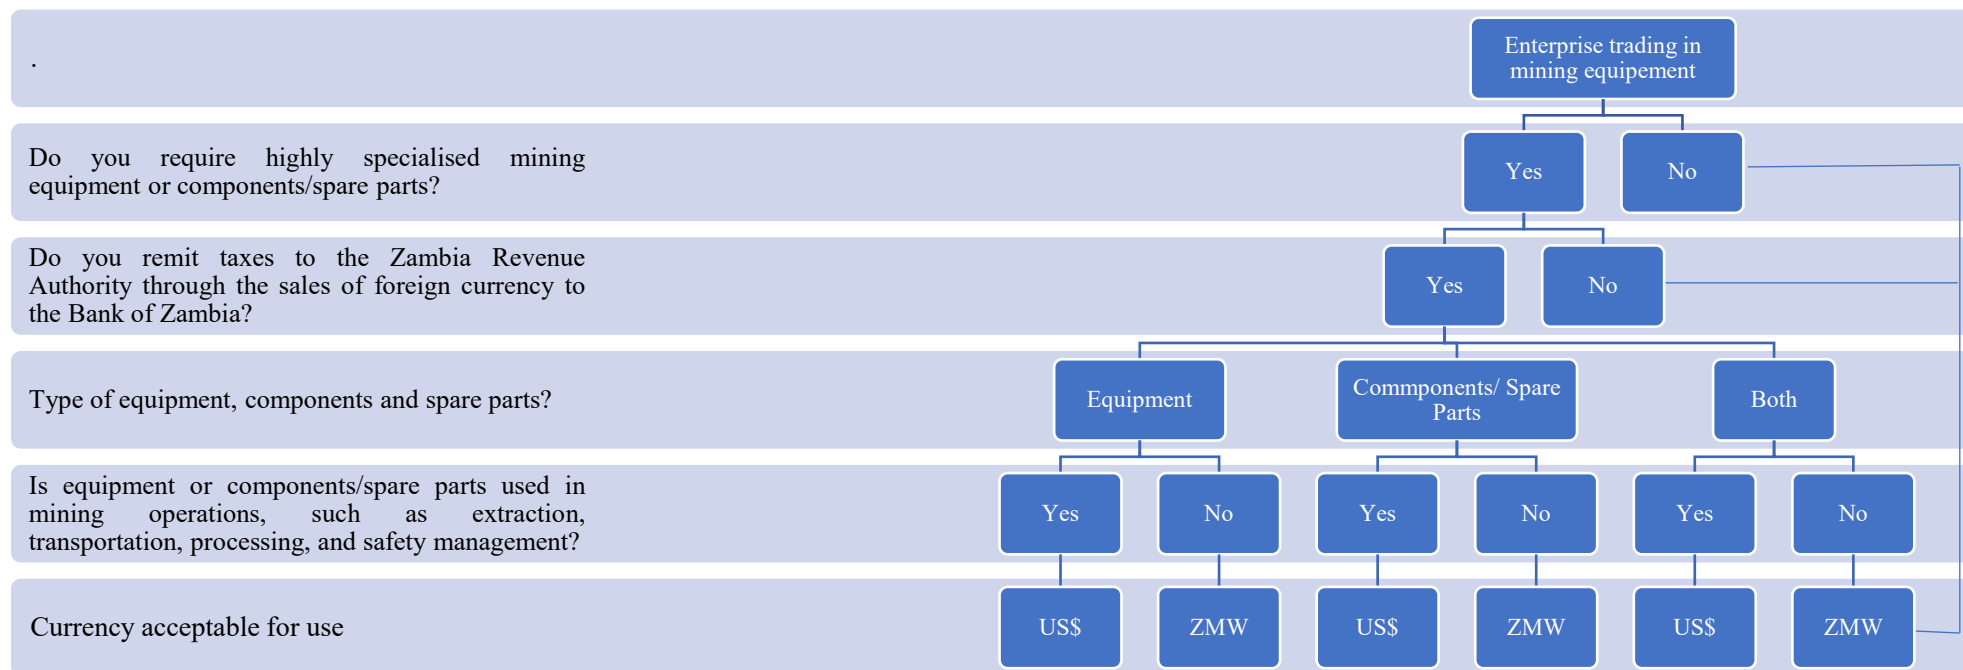 .
Enterprise trading in
mining equipement
Do you require highly specialised mining
equipment or components/spare parts?
Yes
No
Do you remit taxes to the Zambia Revenue
Authority through the sales of foreign currency to
the Bank of Zambia?
Yes
No
Type of equipment, components and spare parts?
Equipment
Commponents/ Spare
Parts
Both
Is equipment or components/spare parts used in
mining operations, such as extraction,
transportation, processing, and safety management?
Yes
No
Yes
No
Yes
No
Currency acceptable for use
US$
ZMW
US$
ZMW
US$
ZMW